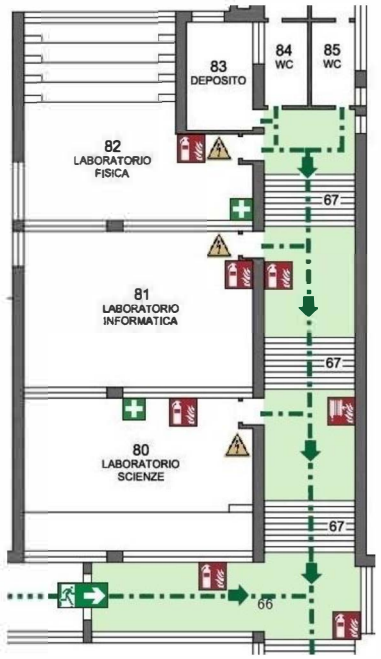 83
DEPOSITO
84
WC
85
WC
82
LABORATORIO
FISICA
67
81
LABORATORIO
INFORMATICA
67
80
LABORATORIO
SCIENZE
67
66